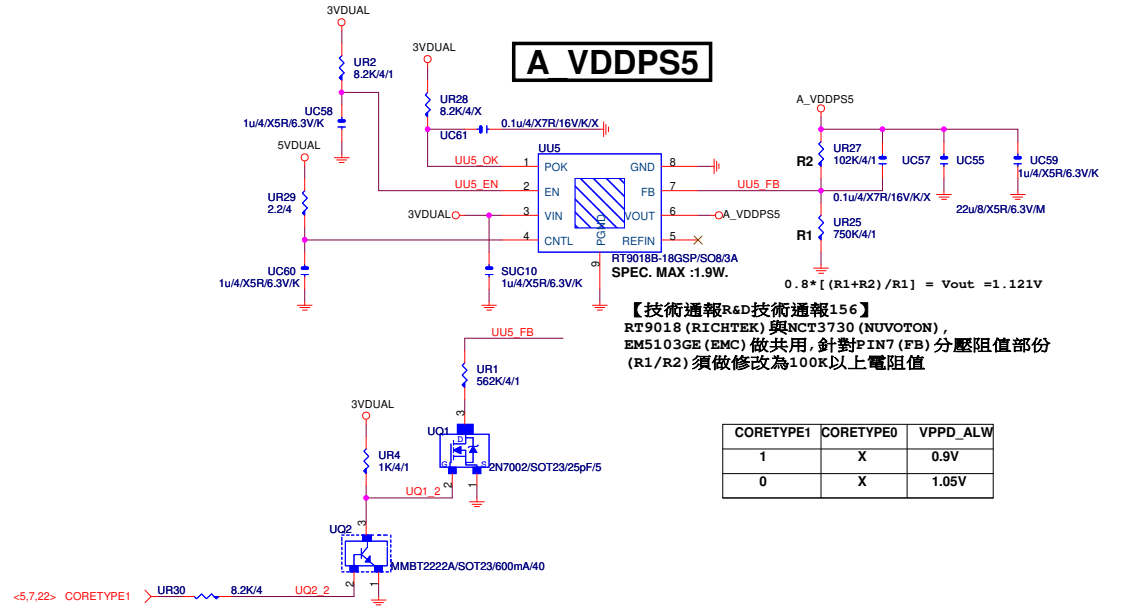 3VDUAL
UR2
8.2K/4/1
UC58
1u/4/X5R/6.3V/K
3VDUAL
UR28
8.2K/4/X
UC61
0.1u/4/X7R/16V/K/X
A_VDDPS5
5VDUAL
UR29
2.2/4
UC60
1u/4/X5R/6.3V/K
UU5_OK
UU5_EN
3VDUAL
SUC10
1u/4/X5R/6.3V/K
UU5
1
POK
GND
8
2
EN
FB
7
3
VIN
VOUT
6
4
CNTL
REFIN
5
PGND
9
RT9018B-18GSP/SO8/3A
SPEC. MAX :1.9W.
UU5_FB
A_VDDPS5
A_VDDPS5
R2
UR27
102K/4/1
UC57
UC55
UC59
1u/4/X5R/6.3V/K
0.1u/4/X7R/16V/K/X
22u/8/X5R/6.3V/M
R1
UR25
750K/4/1
0.8*[(R1+R2)/R1] = Vout =1.121V
【技術通報R&D技術通報156】
RT9018(RICHTEK)與NCT3730(NUVOTON),
EM5103GE(EMC)做共用,針對PIN7(FB)分壓阻值部份
(R1/R2)須做修改為100K以上電阻值
UU5_FB
UR1
562K/4/1
3VDUAL
UR4
1K/4/1
UQ1
3
D
G
S
2
1
2N7002/SOT23/25pF/5
UQ1_2
UQ2
3
2
1
MMBT2222A/SOT23/600mA/40
<5,7,22> CORETYPE1
UR30
8.2K/4
UQ2_2
CORETYPE1 CORETYPE0 VPPD_ALW
1 X 0.9V
0 X 1.05V